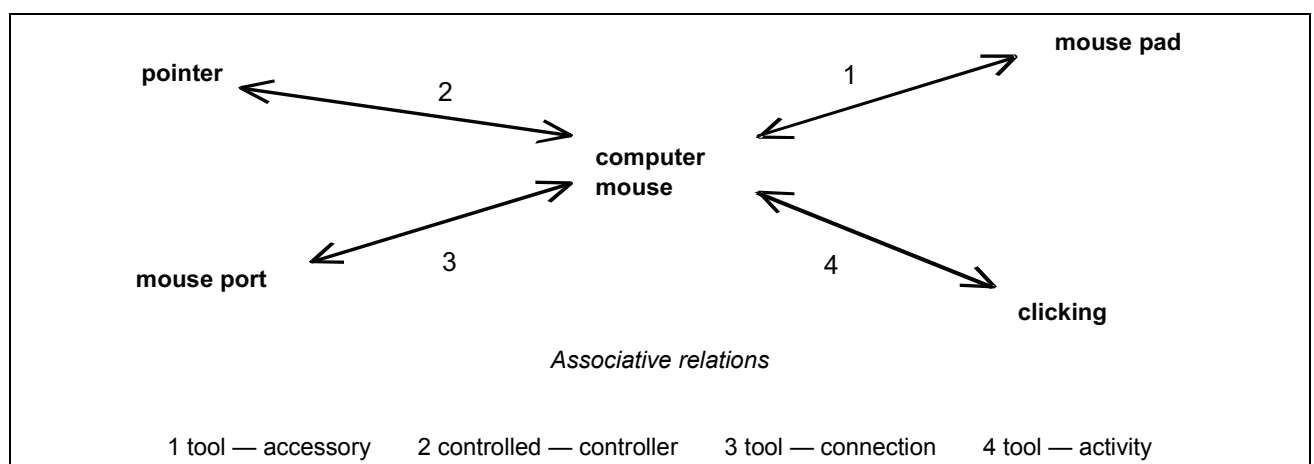 mouse pad
pointer
1
2
computer
mouse
3
4
mouse port
clicking
Associative relations
1 tool — accessory 2 controlled — controller 3 tool — connection 4 tool — activity